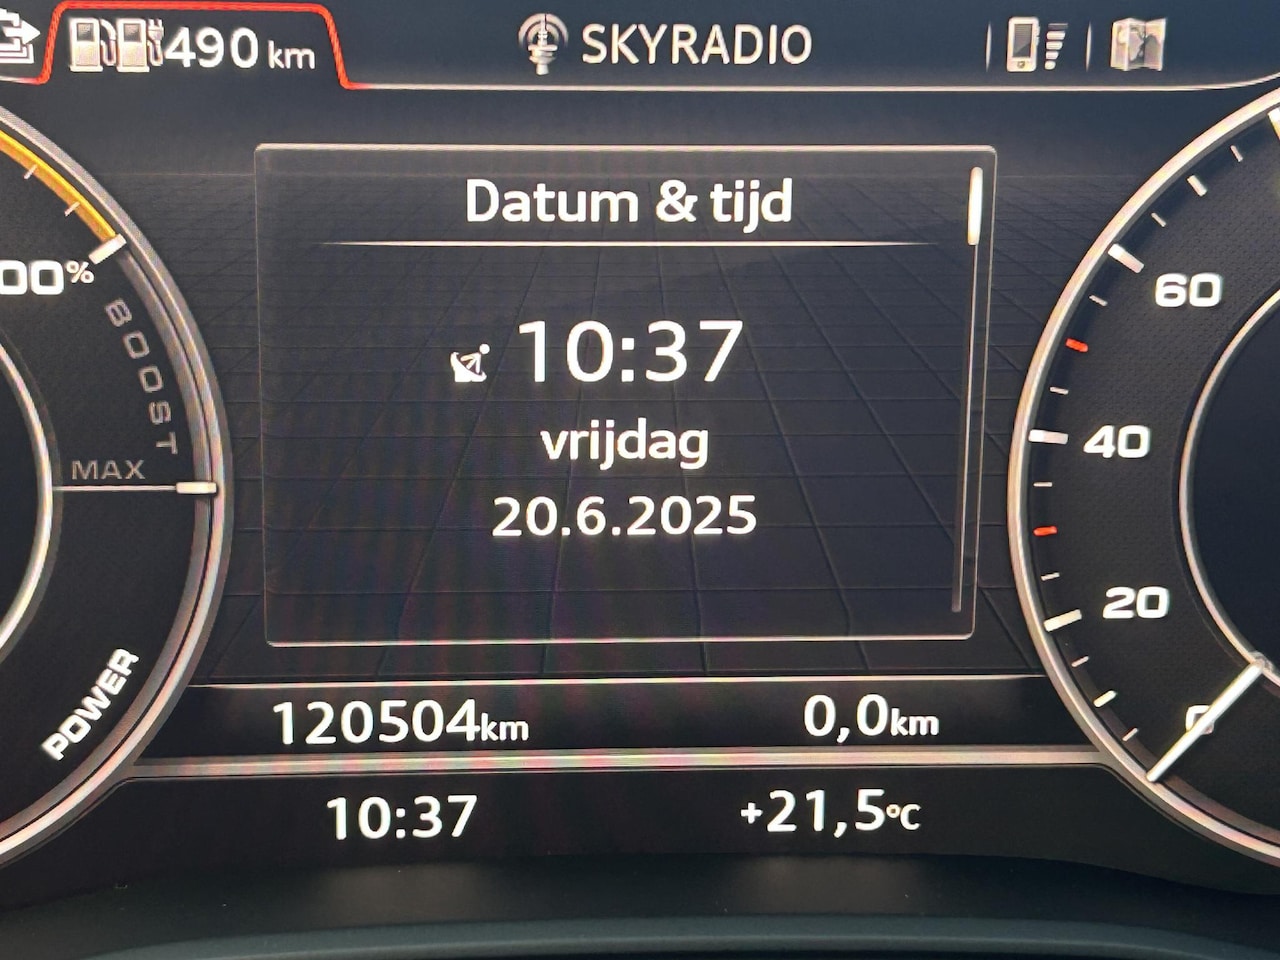 490 km
SKYRADIO
Datum & tijd
10:37
vrijdag
20.6.2025
00%
BOOST
MAX
POWER
60
40
20
0
120504km
0,0km
10:37
+21,5°C